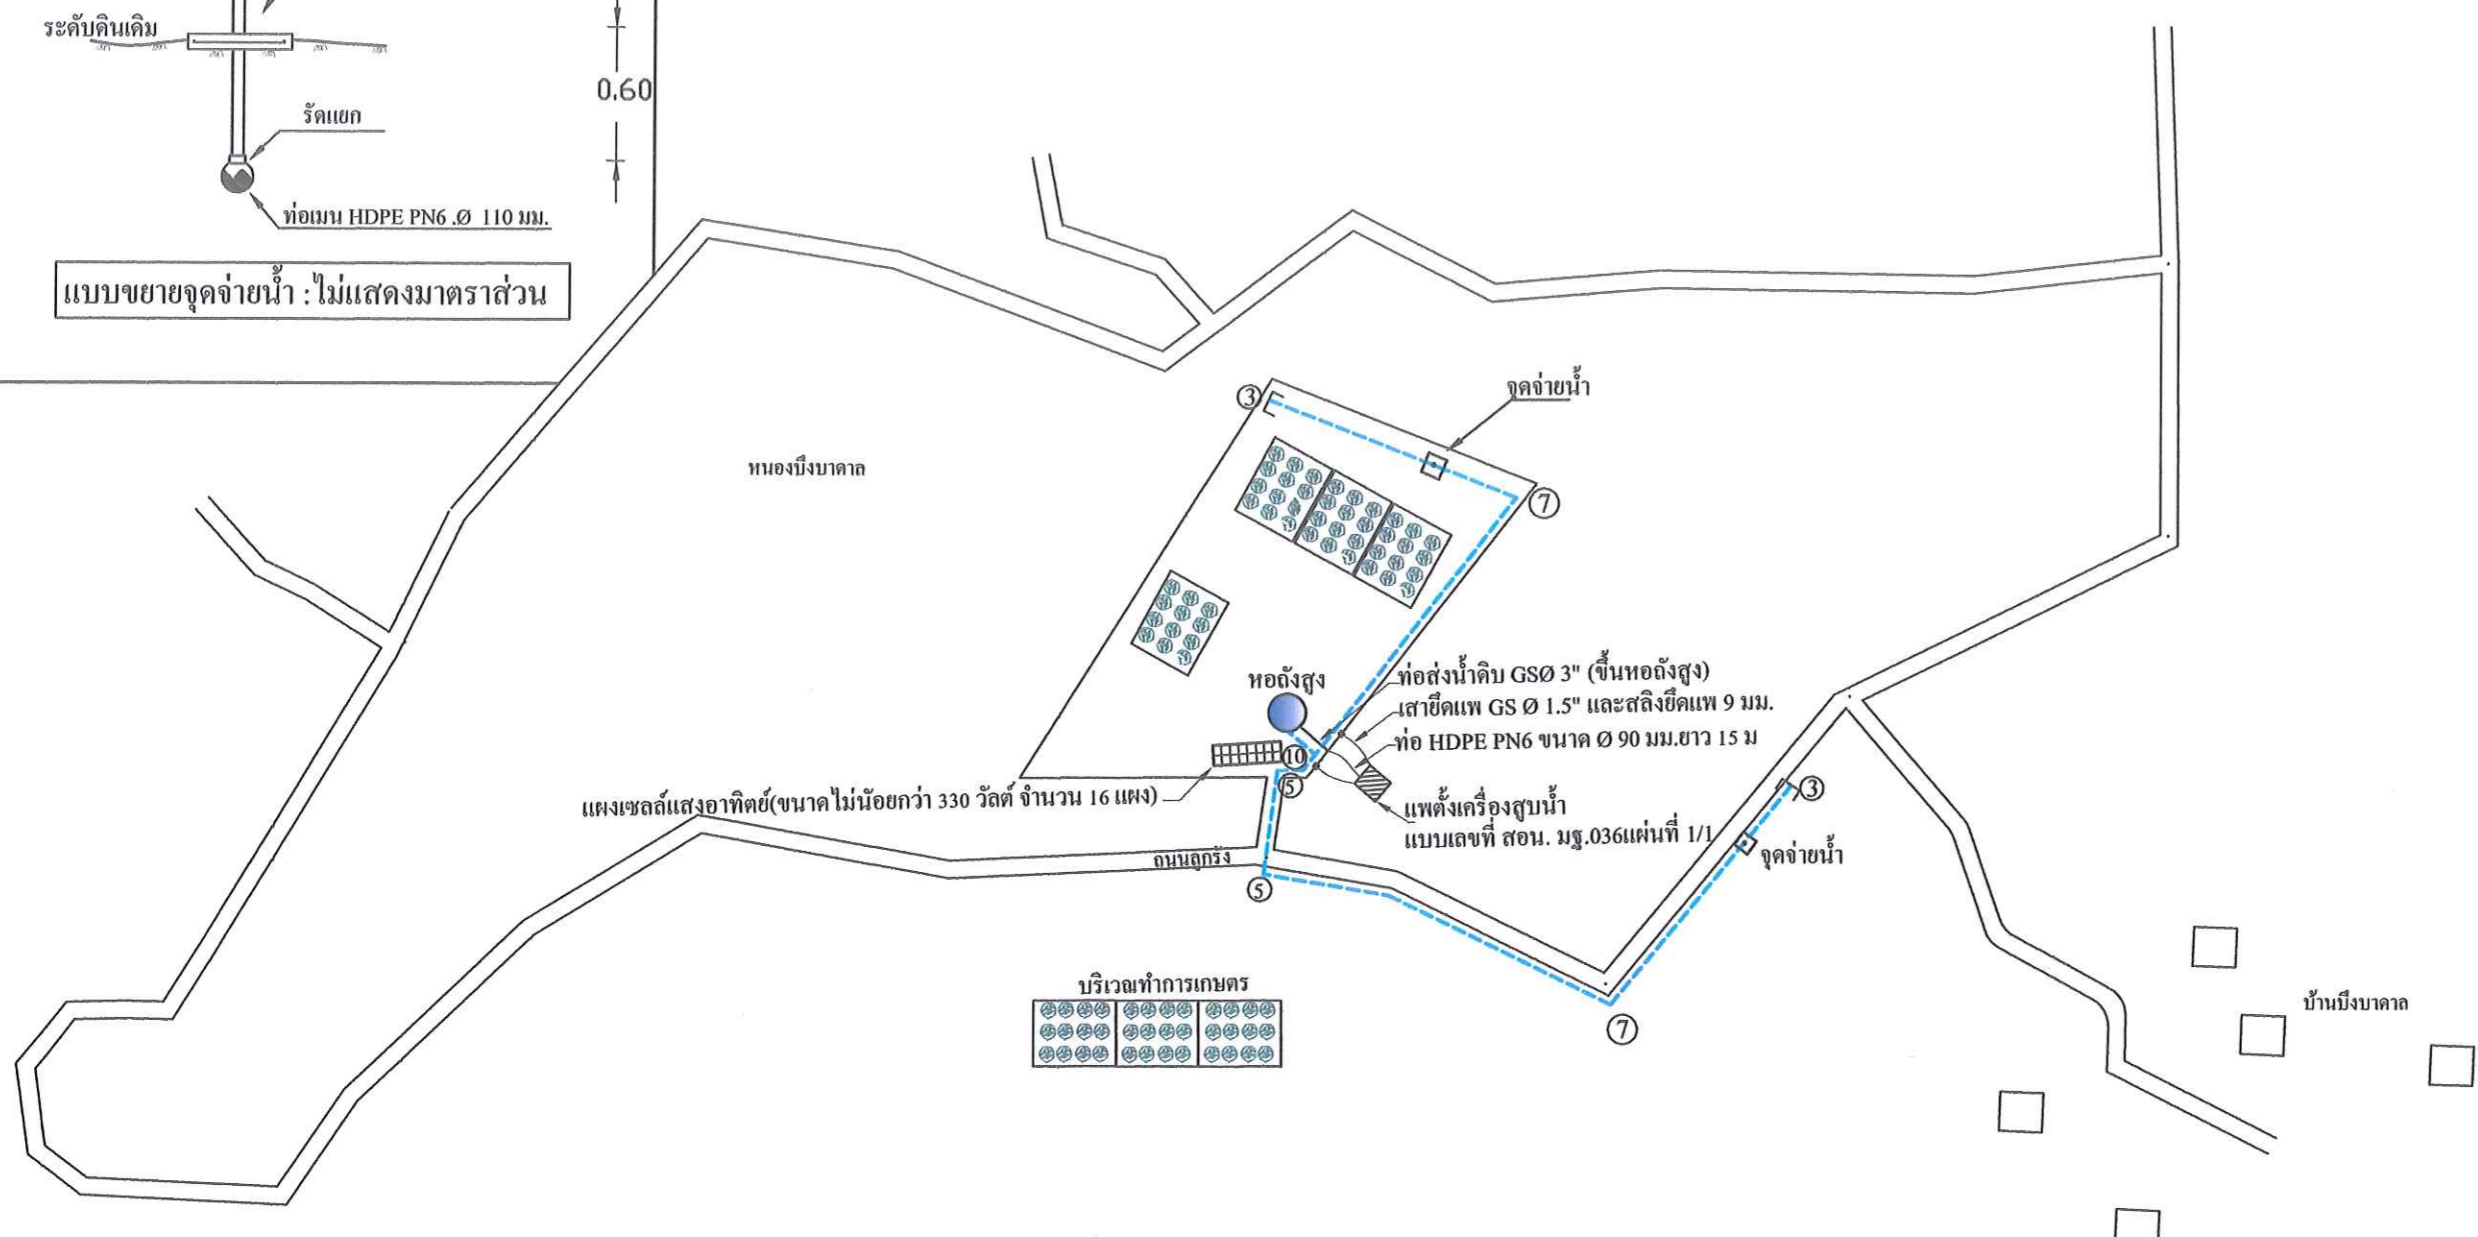 ระดับดินเดิม
0.60
รัดแยก
ท่อเมน HDPE PN6 .Ø 110 มม.
แบบขยายจุดจ่ายน้ำ : ไม่แสดงมาตราส่วน
จุดจ่ายน้ำ
3
หนองบึงบาดาล
7
หอถังสูง
ท่อส่งน้ำดิบ GSØ 3" (ขึ้นหอถังสูง)
เสายึดแพ GS Ø 1.5" และสลิงยึดแพ 9 มม.
ท่อ HDPE PN6 ขนาด Ø 90 มม.ยาว 15 ม
10
5
3
แผงเซลล์แสงอาทิตย์(ขนาดไม่น้อยกว่า 330 วัลต์ จำนวน 16 แผง)
แพตั้งเครื่องสูบน้ำ
แบบเลขที่ สอน. มฐ.036แผ่นที่ 1/1
จุดจ่ายน้ำ
ถนนลูกรัง
5
บริเวณทำการเกษตร
บ้านบึงบาดาล
7